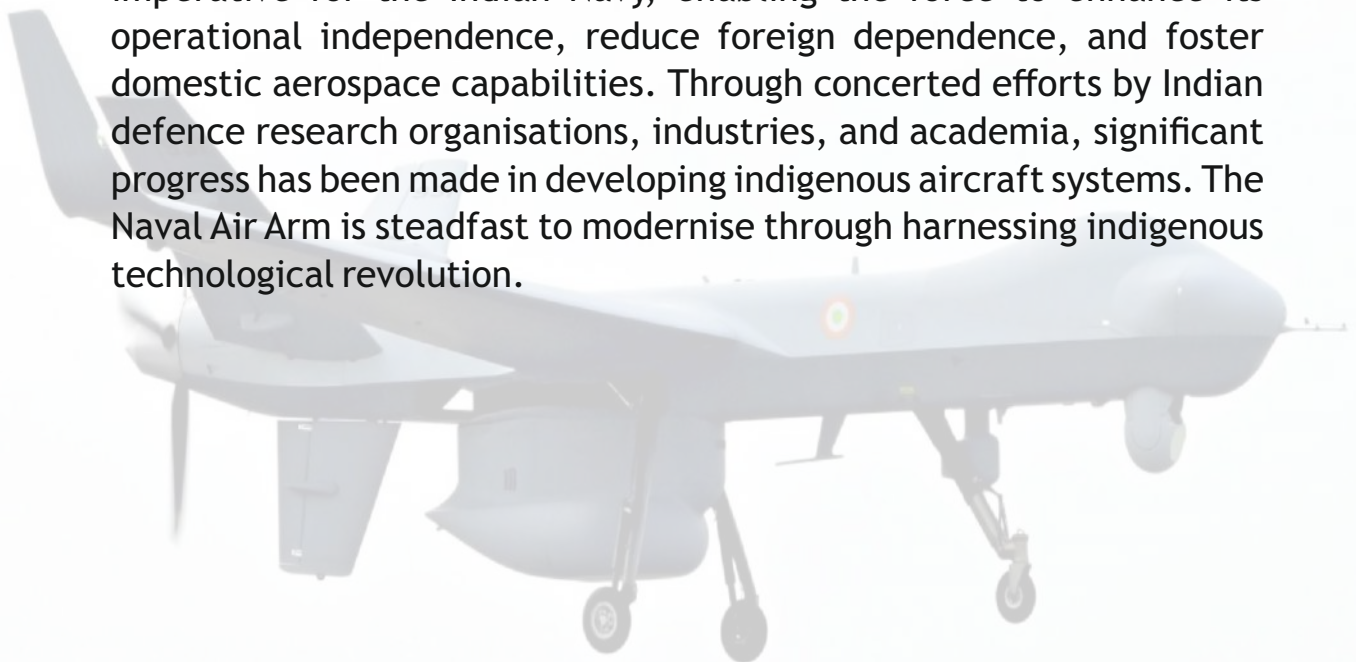 imperative for the Indian Navy, enabling the force to enhance its
operational independence, reduce foreign dependence, and foster
domestic aerospace capabilities. Through concerted efforts by Indian
defence research organisations, industries, and academia, significant
progress has been made in developing indigenous aircraft systems. The
Naval Air Arm is steadfast to modernise through harnessing indigenous
technological revolution.